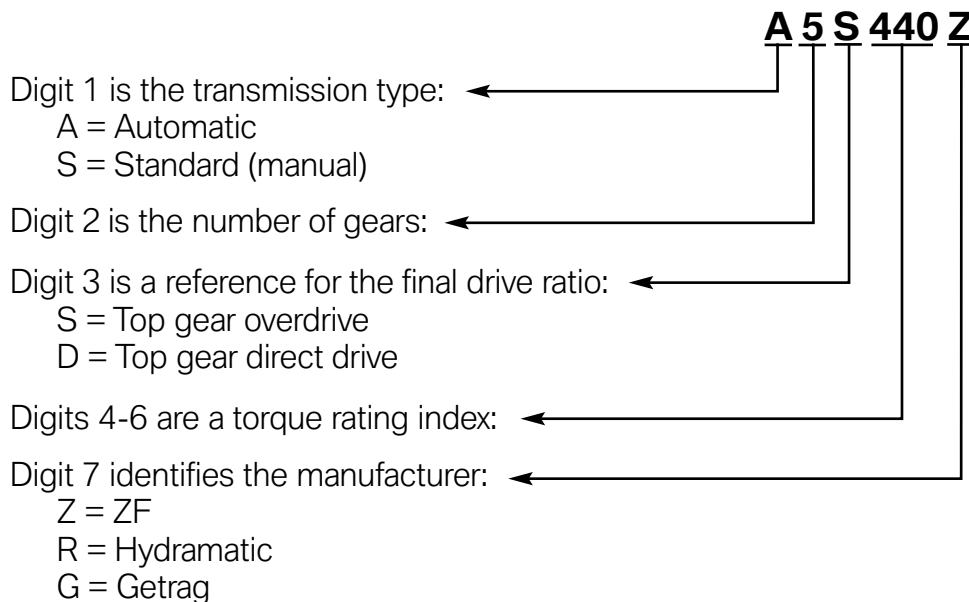 A 5 S 440 Z
Digit 1 is the transmission type:
A = Automatic
S = Standard (manual)
Digit 2 is the number of gears:
Digit 3 is a reference for the final drive ratio:
S = Top gear overdrive
D = Top gear direct drive
Digits 4-6 are a torque rating index:
Digit 7 identifies the manufacturer:
Z = ZF
R = Hydramatic
G = Getrag